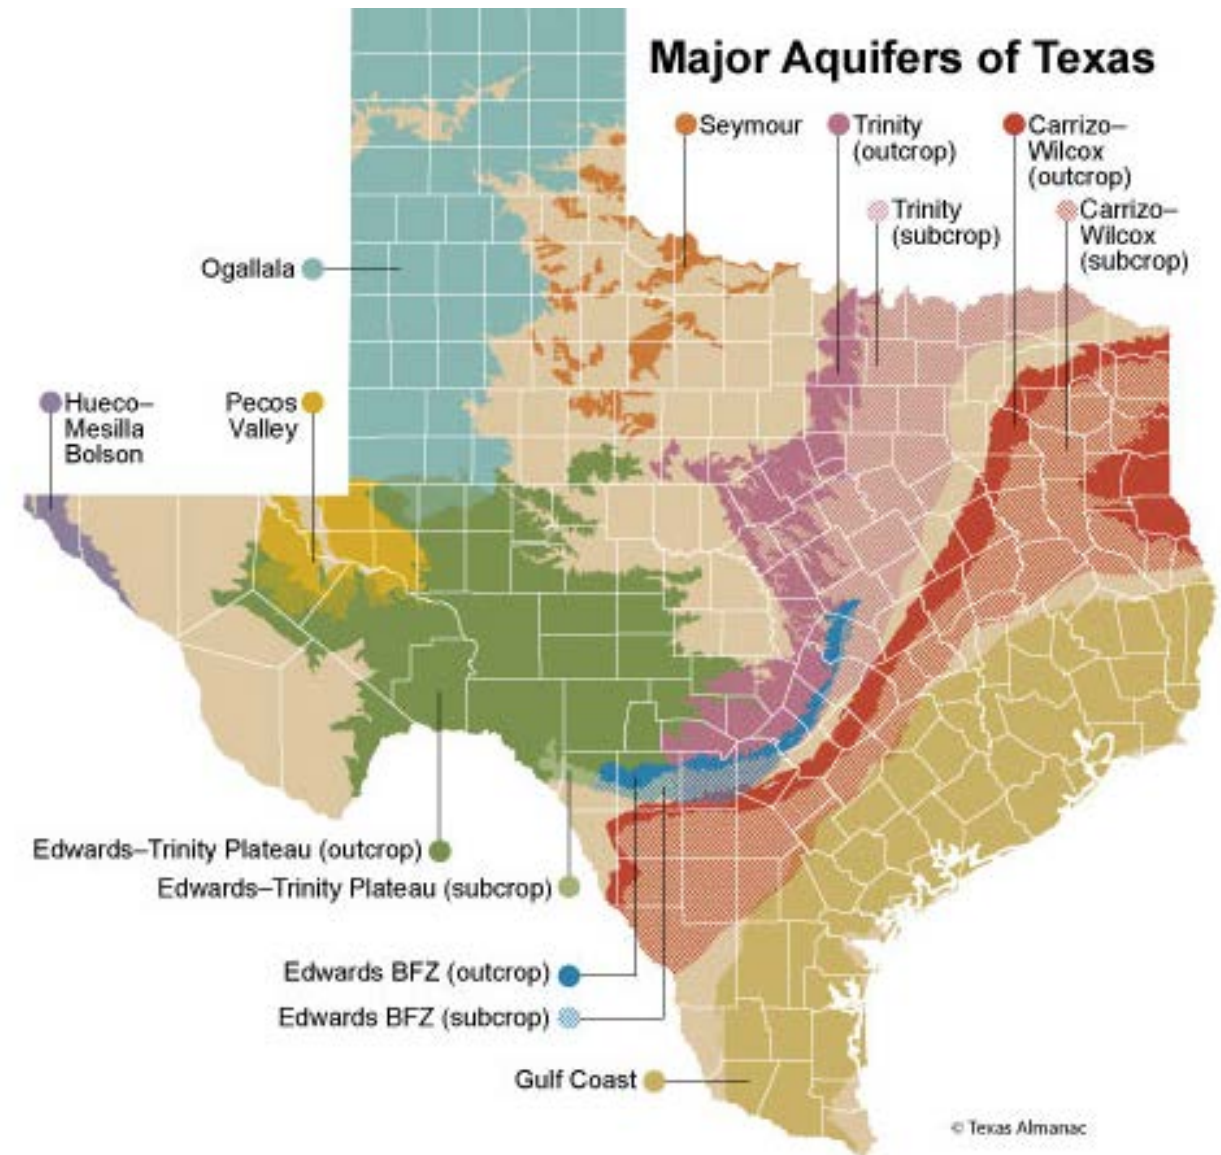 Major Aquifers of Texas
Seymour
Trinity
(outcrop)
Carrizo–
Wilcox
(outcrop)
Trinity
(subcrop)
Carrizo–
Wilcox
(subcrop)
Ogallala
Hueco–
Mesilla
Bolson
Pecos
Valley
Edwards–Trinity Plateau (outcrop)
Edwards–Trinity Plateau (subcrop)
Edwards BFZ (outcrop)
Edwards BFZ (subcrop)
Gulf Coast
© Texas Almanac